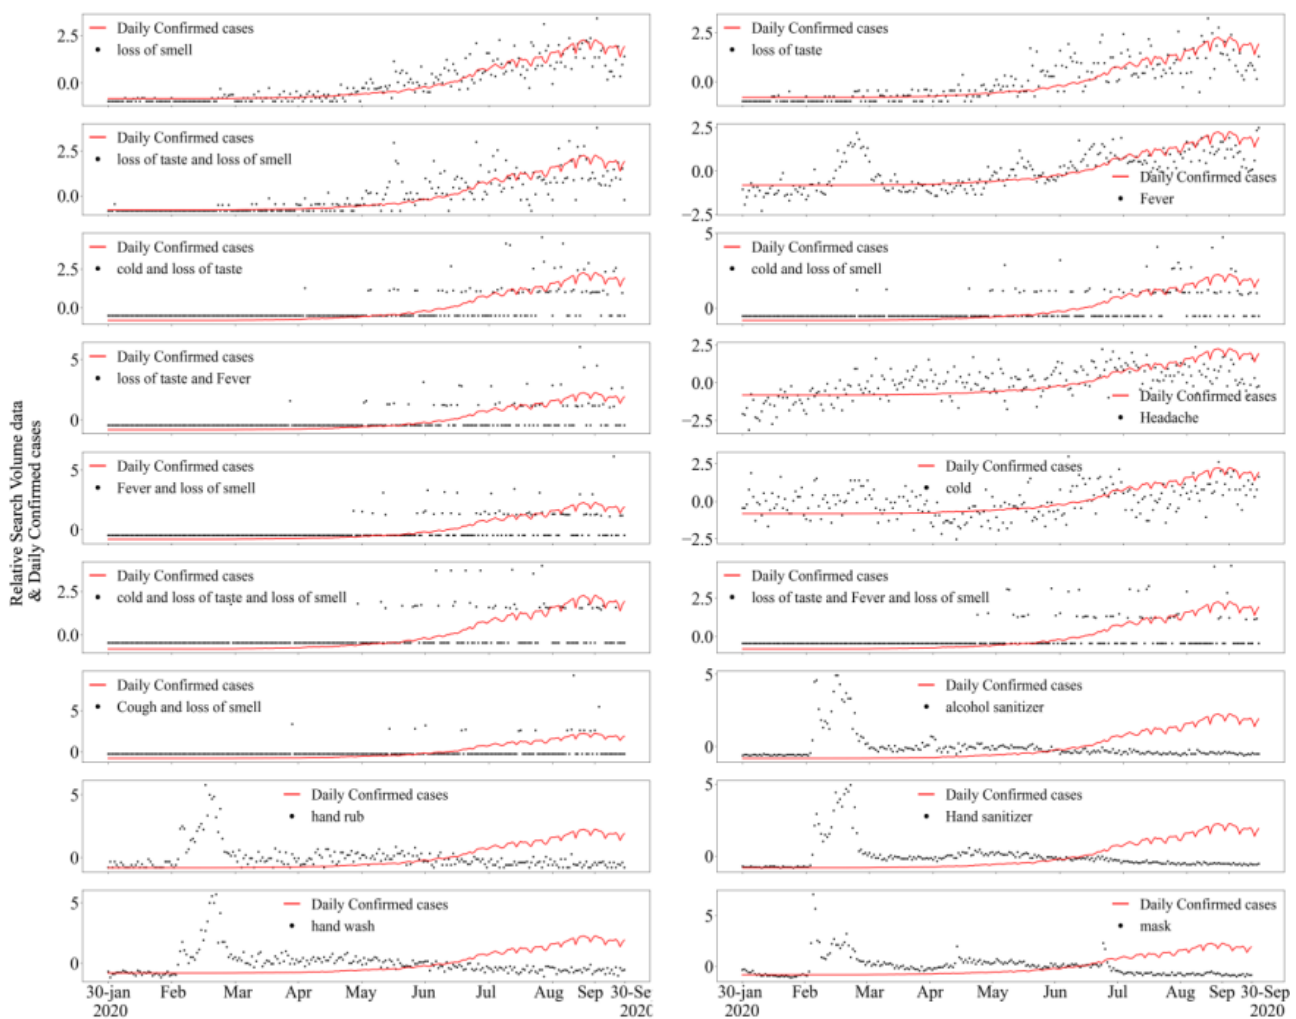 Relative Search Volume data
& Daily Confirmed cases
2.5
0.0
Daily Confirmed cases
loss of smell
2.5
0.0
Daily Confirmed cases
loss of taste
2.5
0.0
Daily Confirmed cases
loss of taste and loss of smell
2.5
0.0
−2.5
Daily Confirmed cases
Fever
2.5
0.0
Daily Confirmed cases
cold and loss of taste
5
0
Daily Confirmed cases
cold and loss of smell
5
0
Daily Confirmed cases
loss of taste and Fever
2.5
0.0
−2.5
Daily Confirmed cases
Headache
5
0
Daily Confirmed cases
Fever and loss of smell
2.5
0.0
−2.5
Daily Confirmed cases
cold
2.5
0.0
Daily Confirmed cases
cold and loss of taste and loss of smell
2.5
0.0
Daily Confirmed cases
loss of taste and Fever and loss of smell
5
0
Daily Confirmed cases
Cough and loss of smell
5
0
Daily Confirmed cases
alcohol sanitizer
5
0
Daily Confirmed cases
hand rub
5
0
Daily Confirmed cases
Hand sanitizer
5
0
Daily Confirmed cases
hand wash
5
0
Daily Confirmed cases
mask
30-jan Feb Mar Apr May Jun Jul Aug Sep 30-Se
2020 202
30-jan Feb Mar Apr May Jun Jul Aug Sep 30-Sep
2020 2020